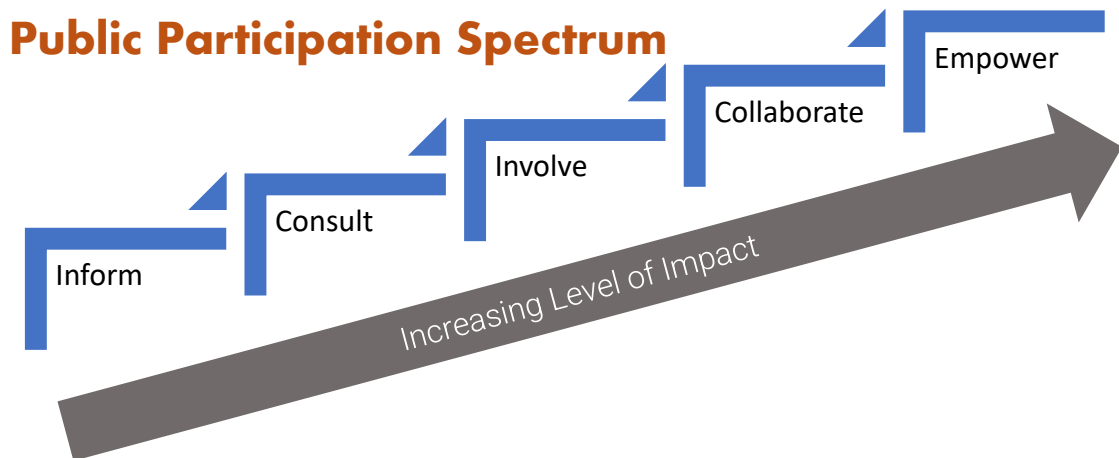 Public Participation Spectrum
Inform
Consult
Involve
Collaborate
Empower
Increasing Level of Impact